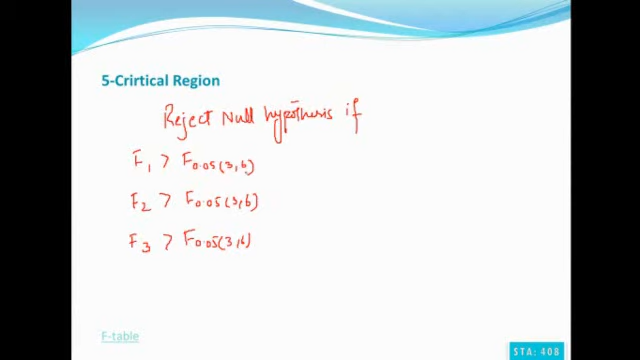 5-Crirtical Region
Reject Null hypothesis if
F1 > F0.05(3,6)
F2 > F0.05(3,6)
F3 > F0.05(3,6)
F-table
STA: 408